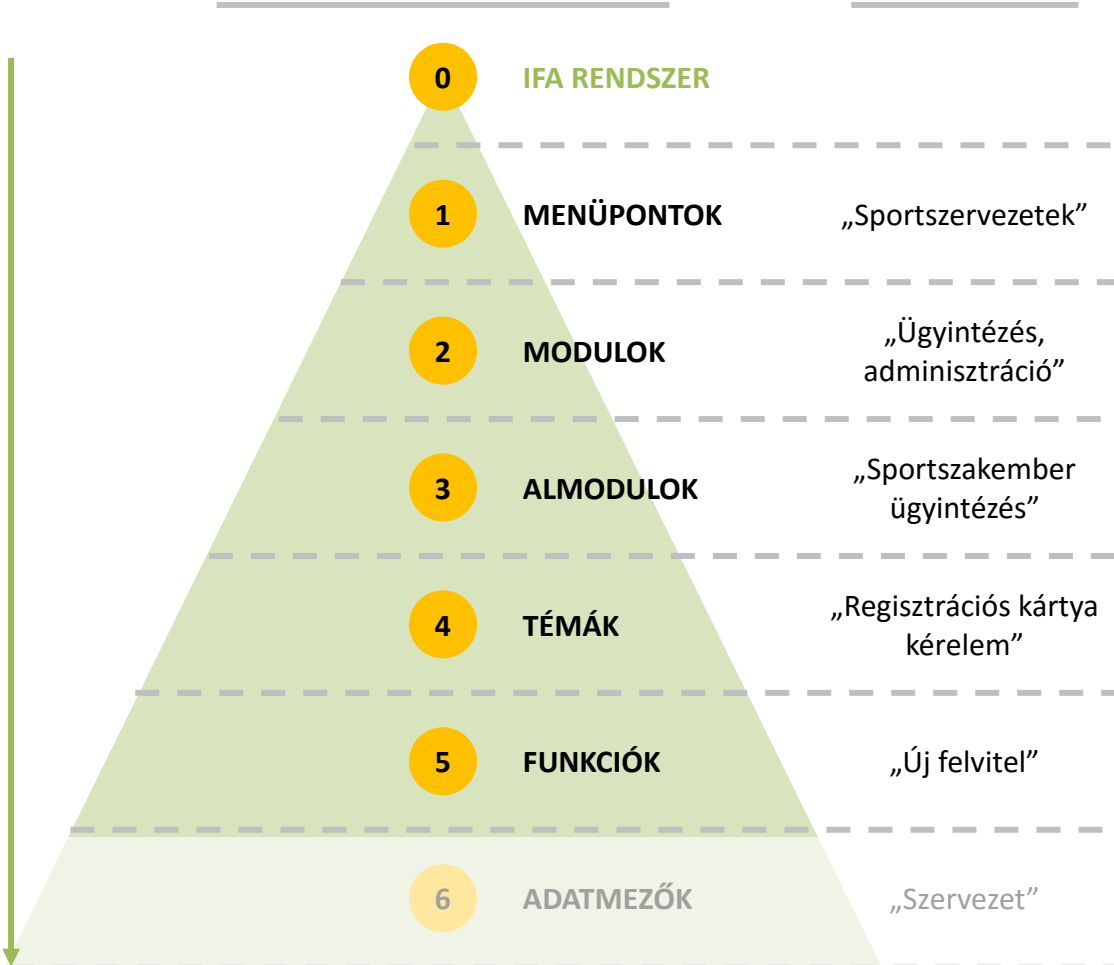 0 IFA RENDSZER
1 MENÜPONTOK „Sportszervezetek”
2 MODULOK „Ügyintézés,
adminisztráció”
3 ALMODULOK „Sportszakember
ügyintézés”
4 TÉMÁK „Regisztrációs kártya
kérelem”
5 FUNKCIÓK „Új felvitel”
6 ADATMEZŐK „Szervezet”